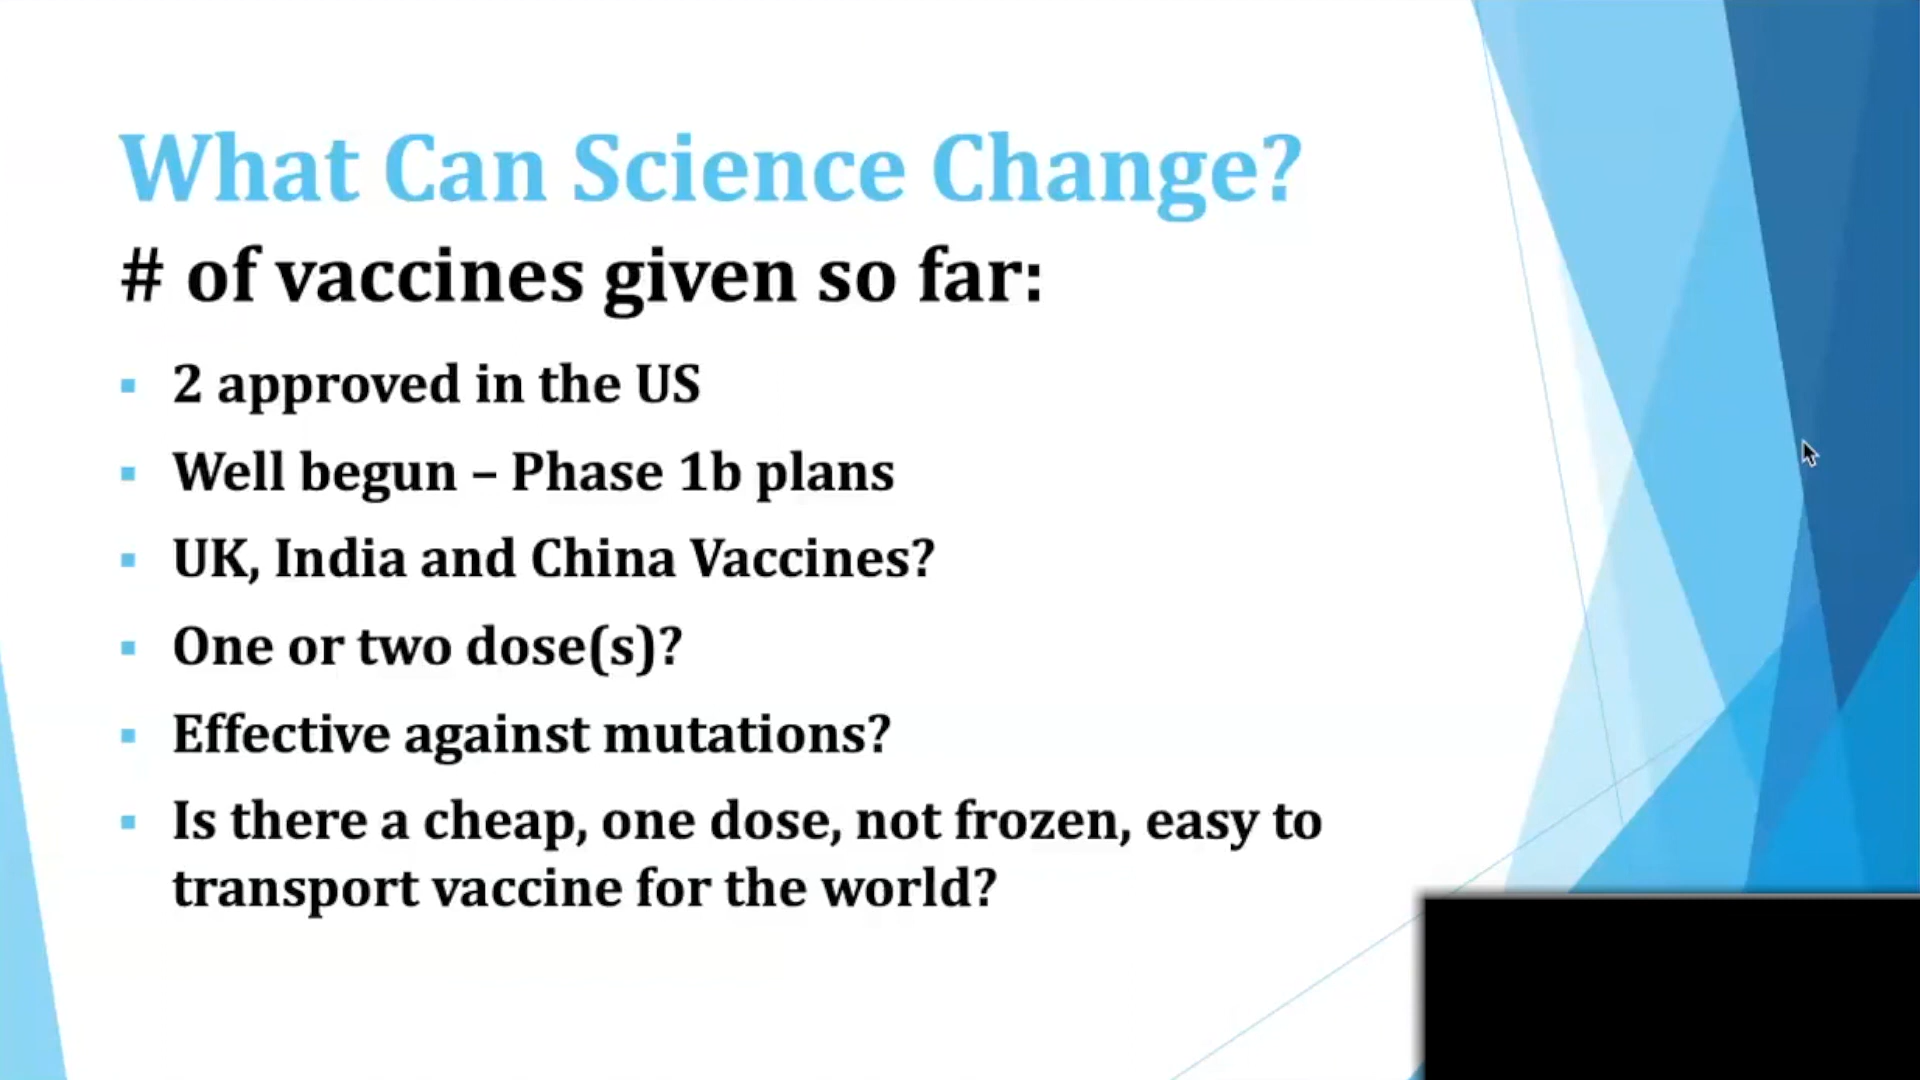 What Can Science Change?
# of vaccines given so far:
▪ 2 approved in the US
▪ Well begun – Phase 1b plans
▪ UK, India and China Vaccines?
▪ One or two dose(s)?
▪ Effective against mutations?
▪ Is there a cheap, one dose, not frozen, easy to
transport vaccine for the world?